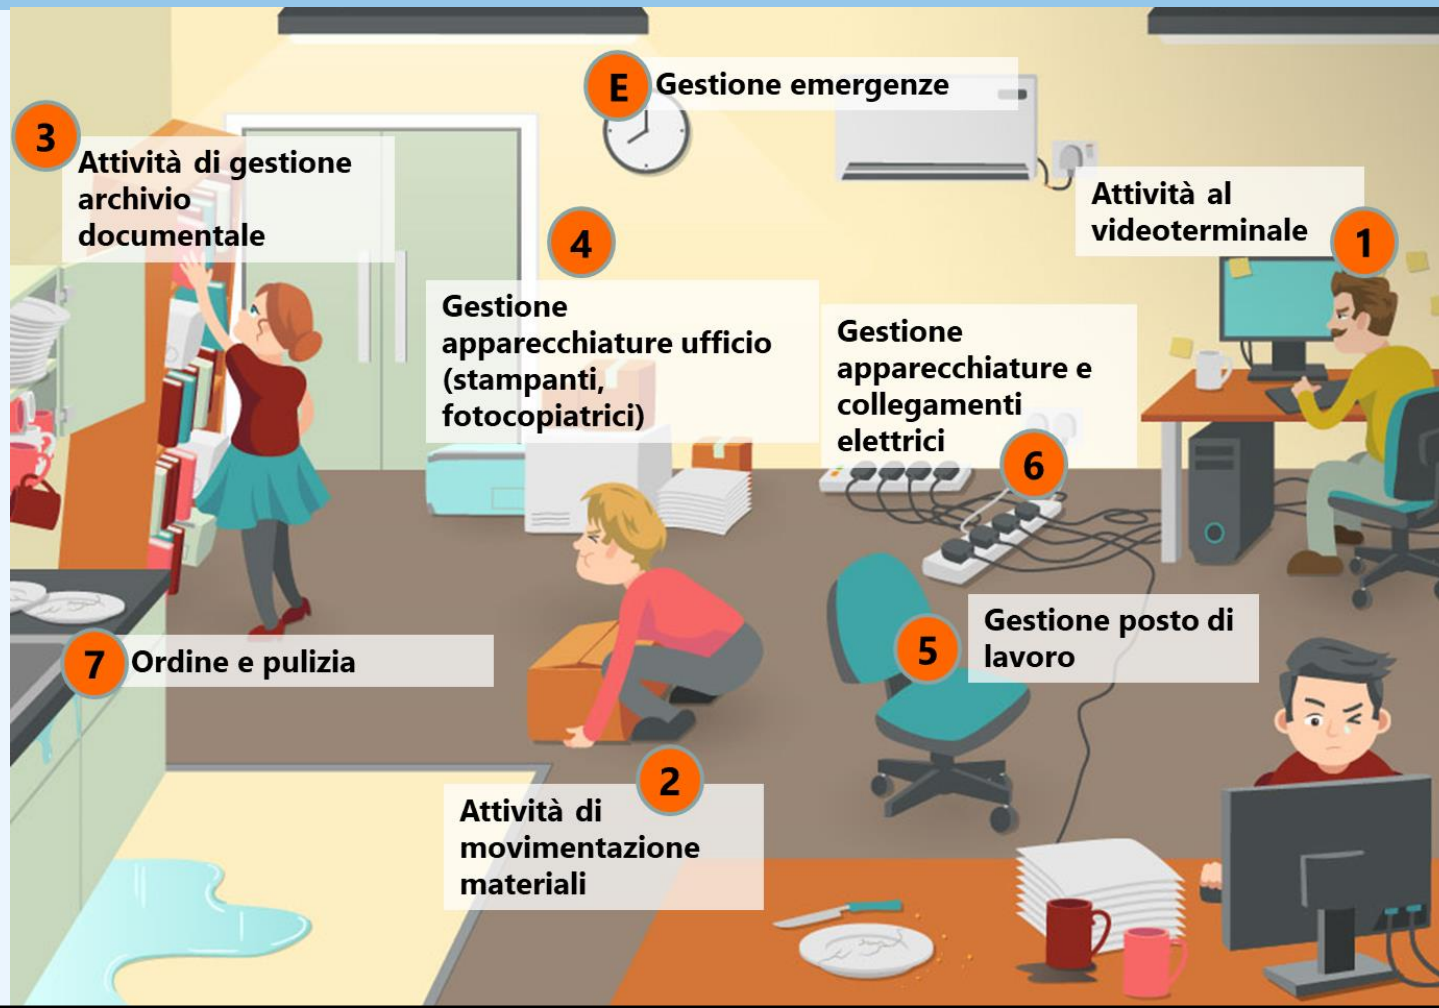 E
Gestione emergenze
3
Attività di gestione
archivio
documentale
Attività al
videoterminale
1
4
Gestione
apparecchiature ufficio
(stampanti,
fotocopiatrici)
Gestione
apparecchiature e
collegamenti
elettrici
6
Gestione posto di
lavoro
5
7
Ordine e pulizia
2
Attività di
movimentazione
materiali